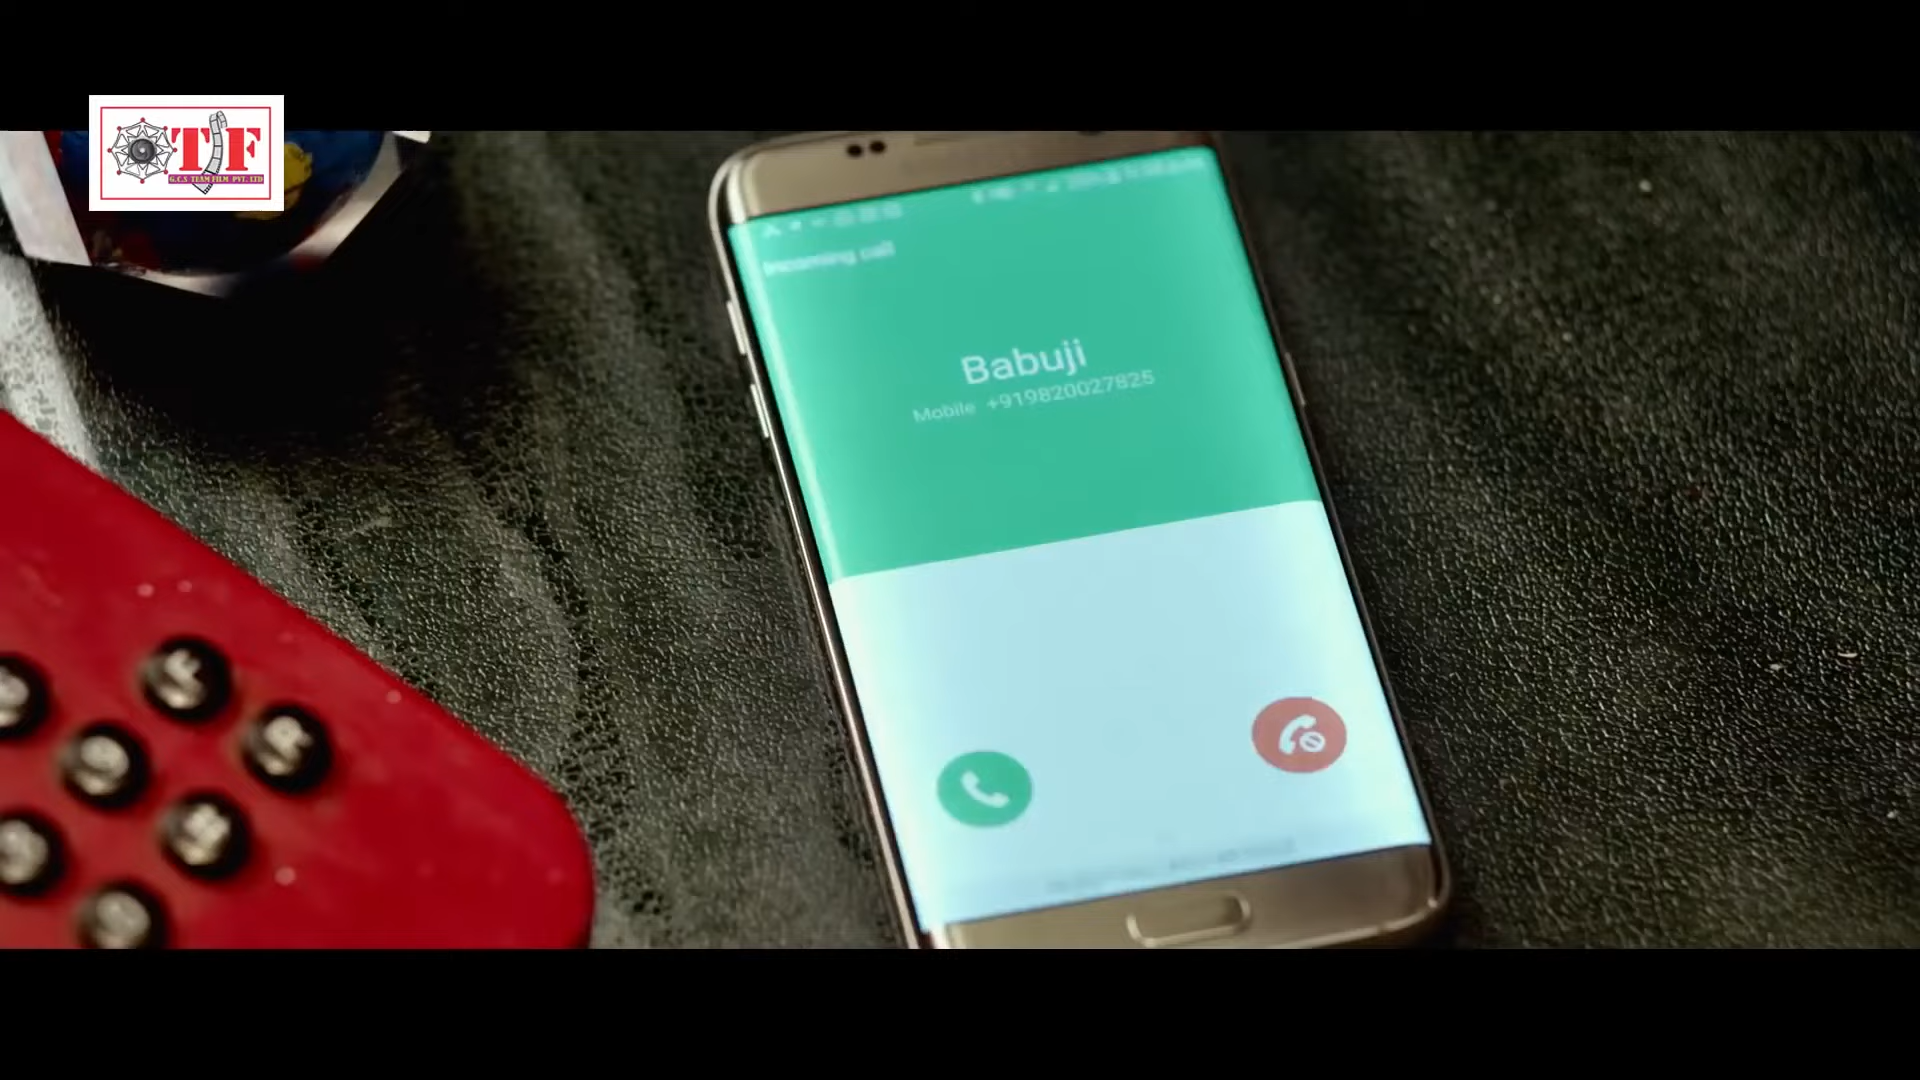 TF
G.C.S TEAM FILM PVT. LTD
Incoming call
Babuji
Mobile +919820027825